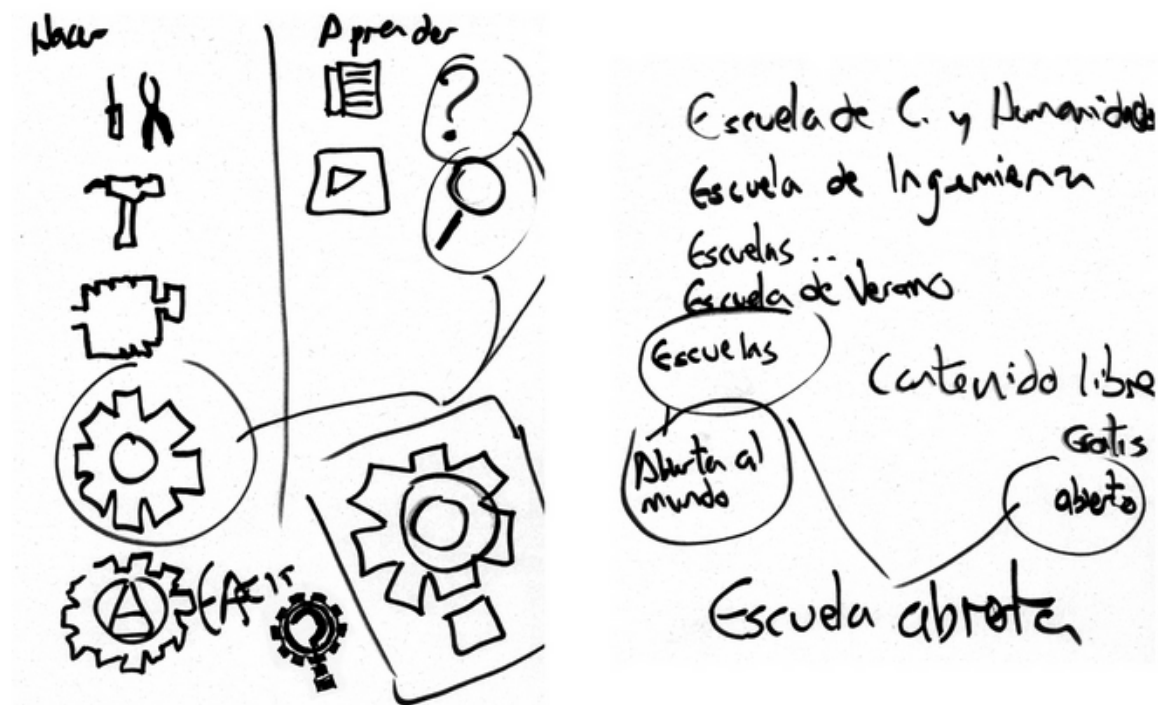 Hacer
Aprender
?
A
Escuela de C. y Humanidades
Escuela de Ingenieria
Escuelas ..
Escuela de Verano
Escuelas
Contenido libre
Gratis
Abierta al
mundo
abierto
Escuela abierta